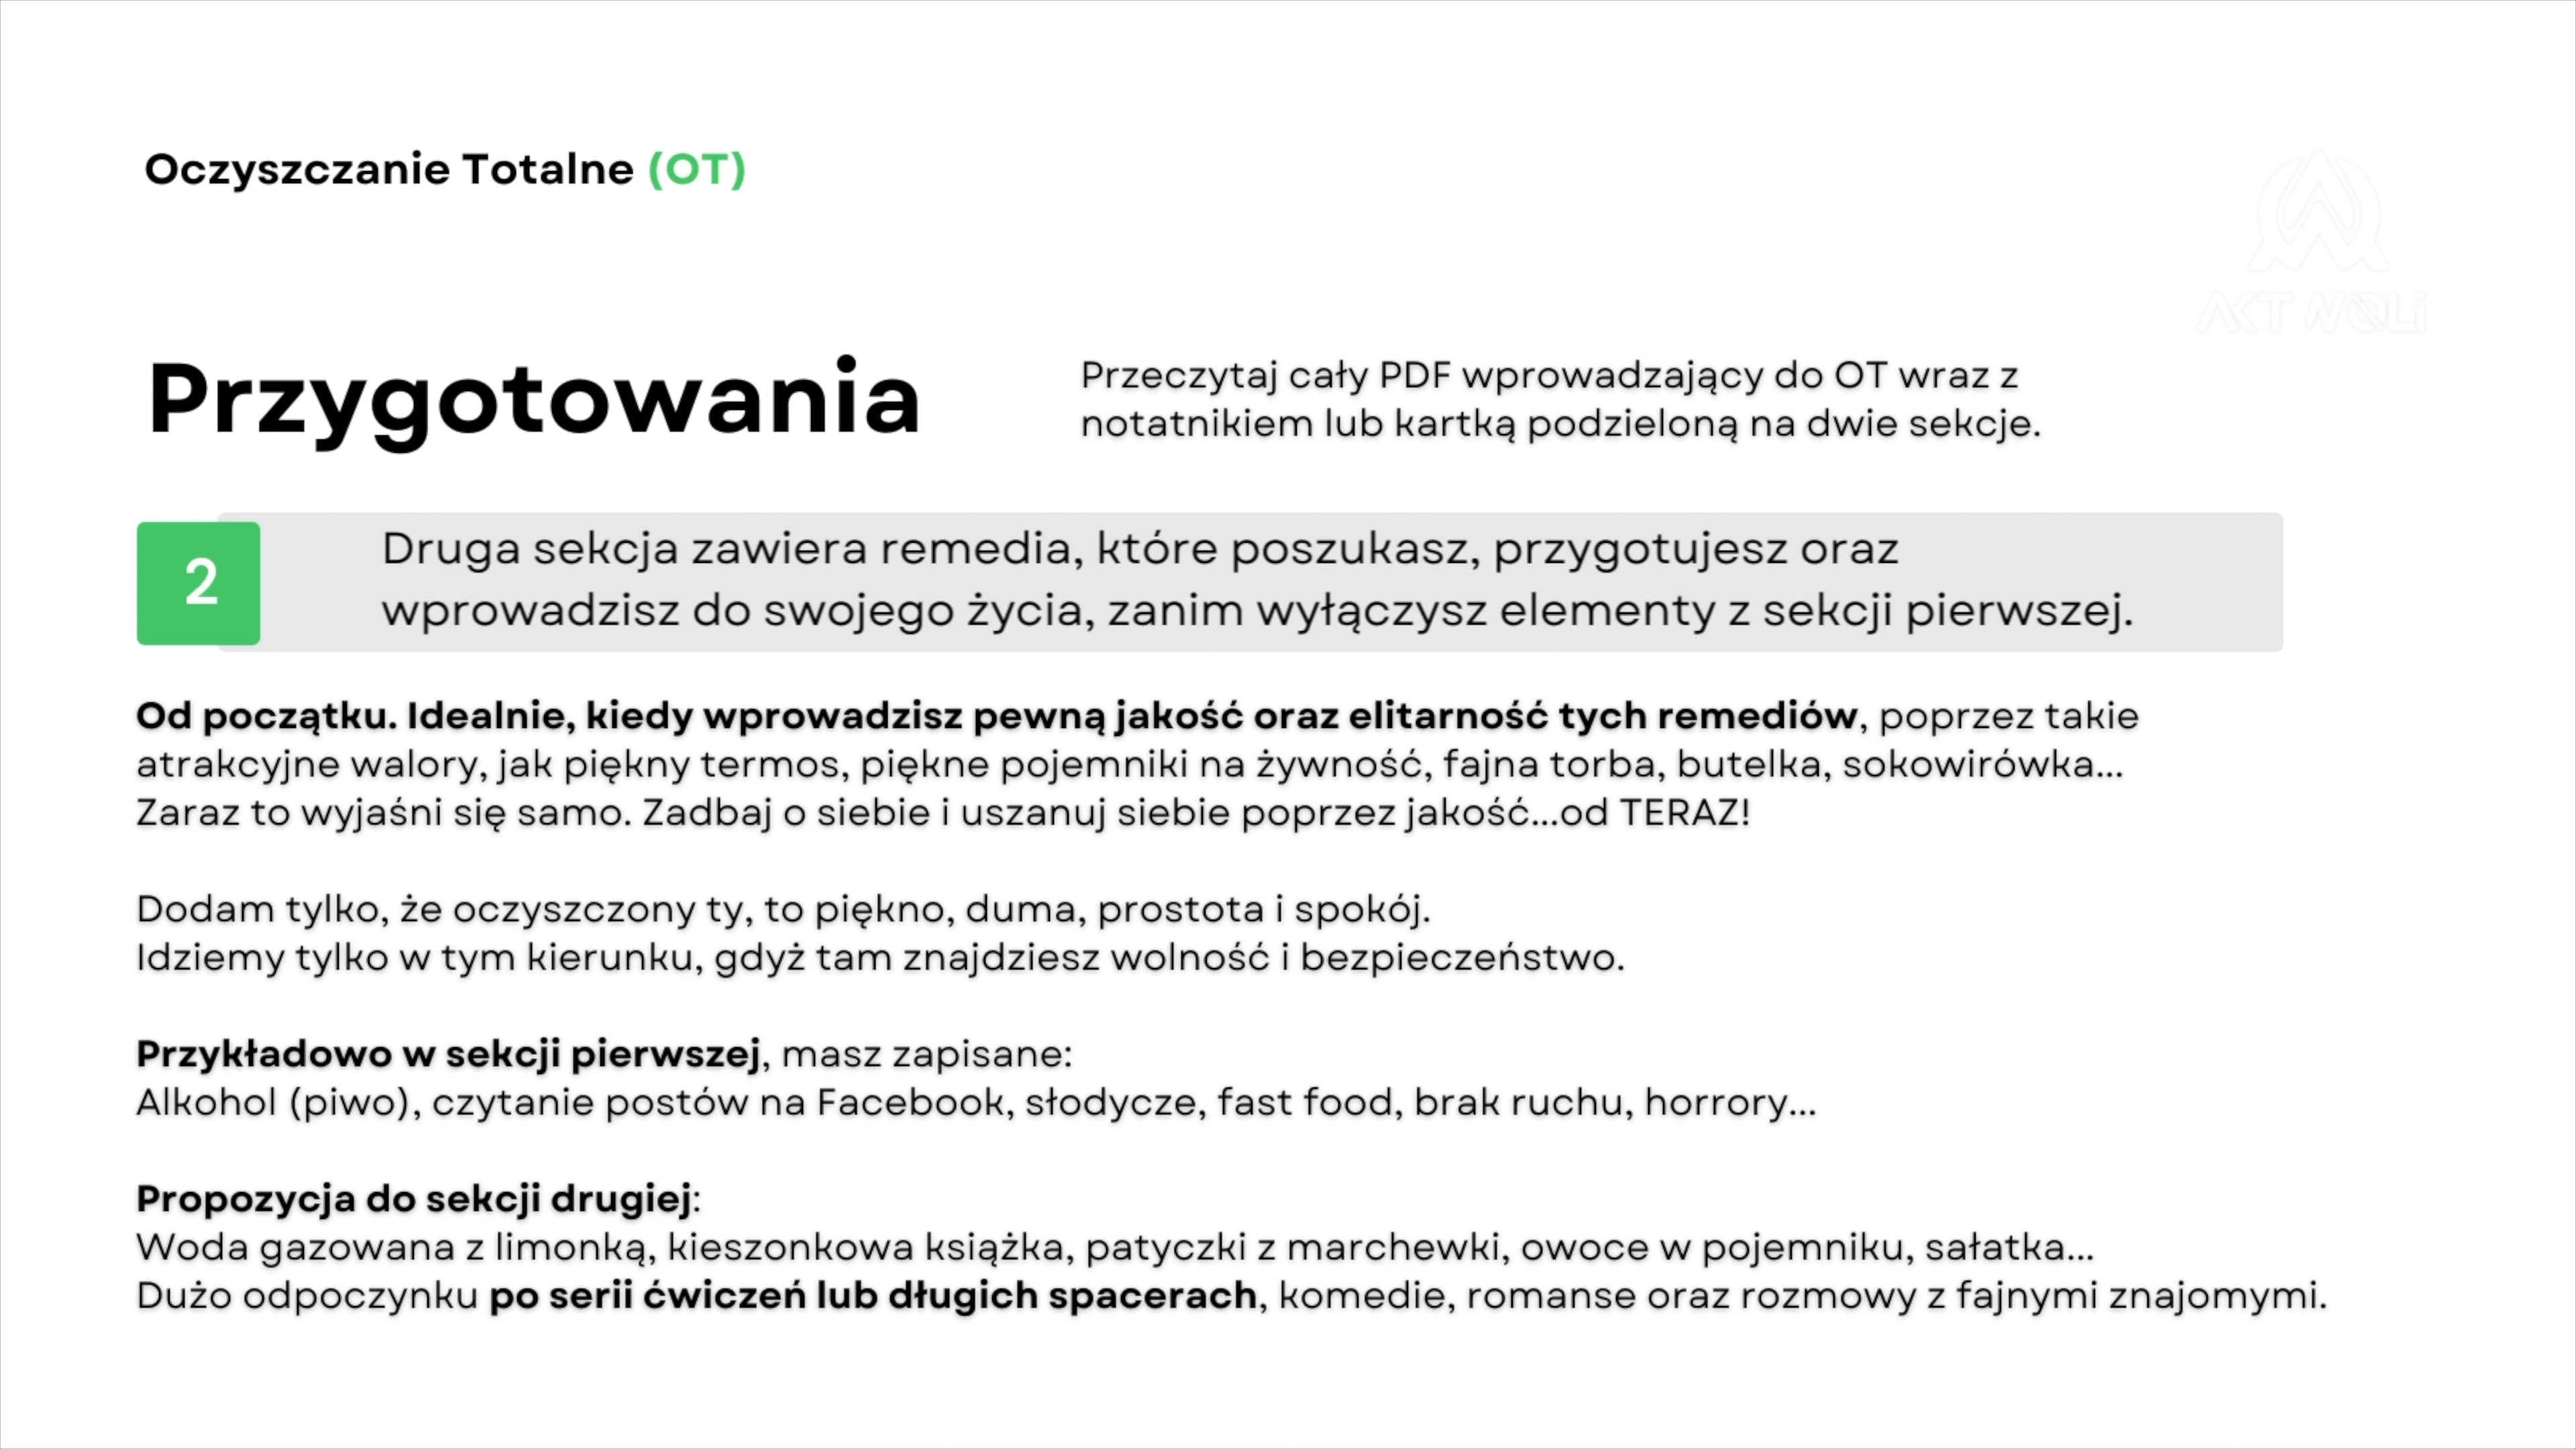 Oczyszczanie Totalne (OT)
AKT WOLi
Przygotowania
Przeczytaj cały PDF wprowadzający do OT wraz z
notatnikiem lub kartką podzieloną na dwie sekcje.
2
Druga sekcja zawiera remedia, które poszukasz, przygotujesz oraz
wprowadzisz do swojego życia, zanim wyłączysz elementy z sekcji pierwszej.
Od początku. Idealnie, kiedy wprowadzisz pewną jakość oraz elitarność tych remediów, poprzez takie
atrakcyjne walory, jak piękny termos, piękne pojemniki na żywność, fajna torba, butelka, sokowirówka...
Zaraz to wyjaśni się samo. Zadbaj o siebie i uszanuj siebie poprzez jakość...od TERAZ!
Dodam tylko, że oczyszczony ty, to piękno, duma, prostota i spokój.
Idziemy tylko w tym kierunku, gdyż tam znajdziesz wolność i bezpieczeństwo.
Przykładowo w sekcji pierwszej, masz zapisane:
Alkohol (piwo), czytanie postów na Facebook, słodycze, fast food, brak ruchu, horrory...
Propozycja do sekcji drugiej:
Woda gazowana z limonką, kieszonkowa książka, patyczki z marchewki, owoce w pojemniku, sałatka...
Dużo odpoczynku po serii ćwiczeń lub długich spacerach, komedie, romanse oraz rozmowy z fajnymi znajomymi.